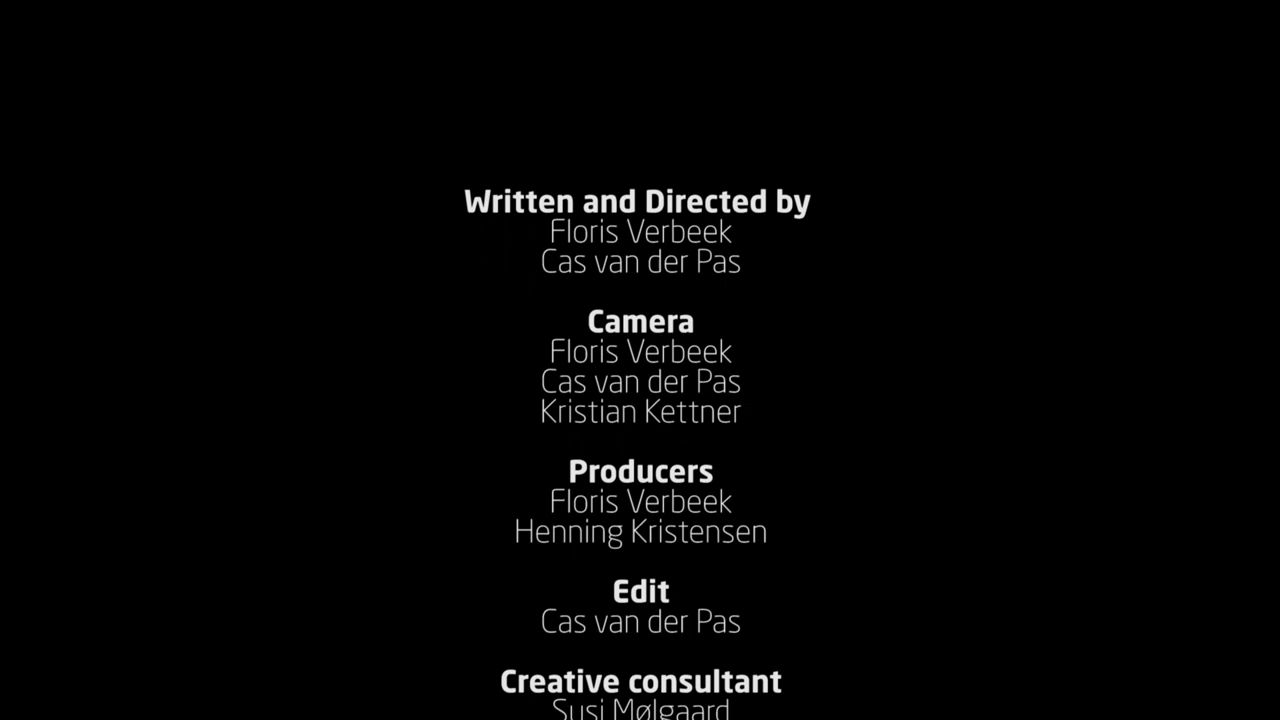 Written and Directed by
Floris Verbeek
Cas van der Pas
Camera
Floris Verbeek
Cas van der Pas
Kristian Kettner
Producers
Floris Verbeek
Henning Kristensen
Edit
Cas van der Pas
Creative consultant
Susi Mølgaard